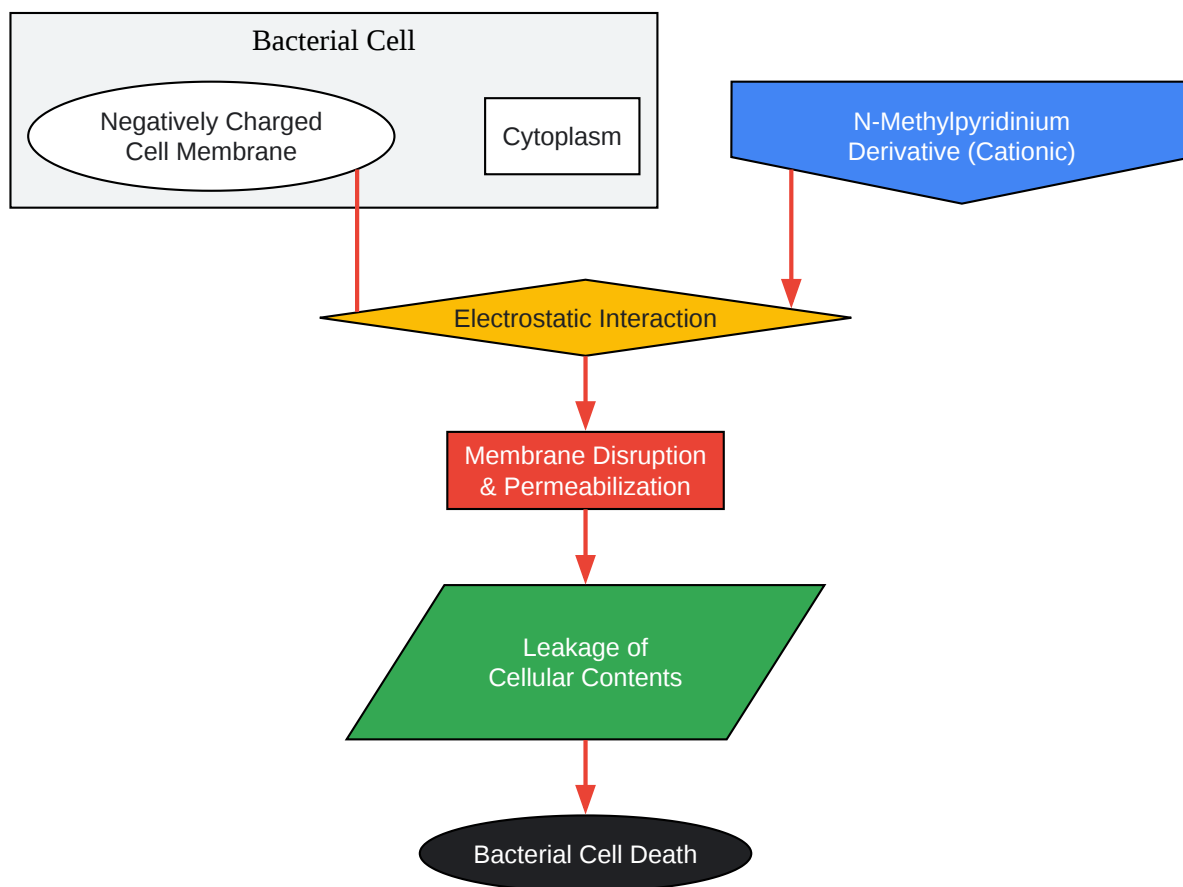 Bacterial Cell
Negatively Charged
Cell Membrane
Cytoplasm
N-Methylpyridinium
Derivative (Cationic)
Electrostatic Interaction
Membrane Disruption
& Permeabilization
Leakage of
Cellular Contents
Bacterial Cell Death